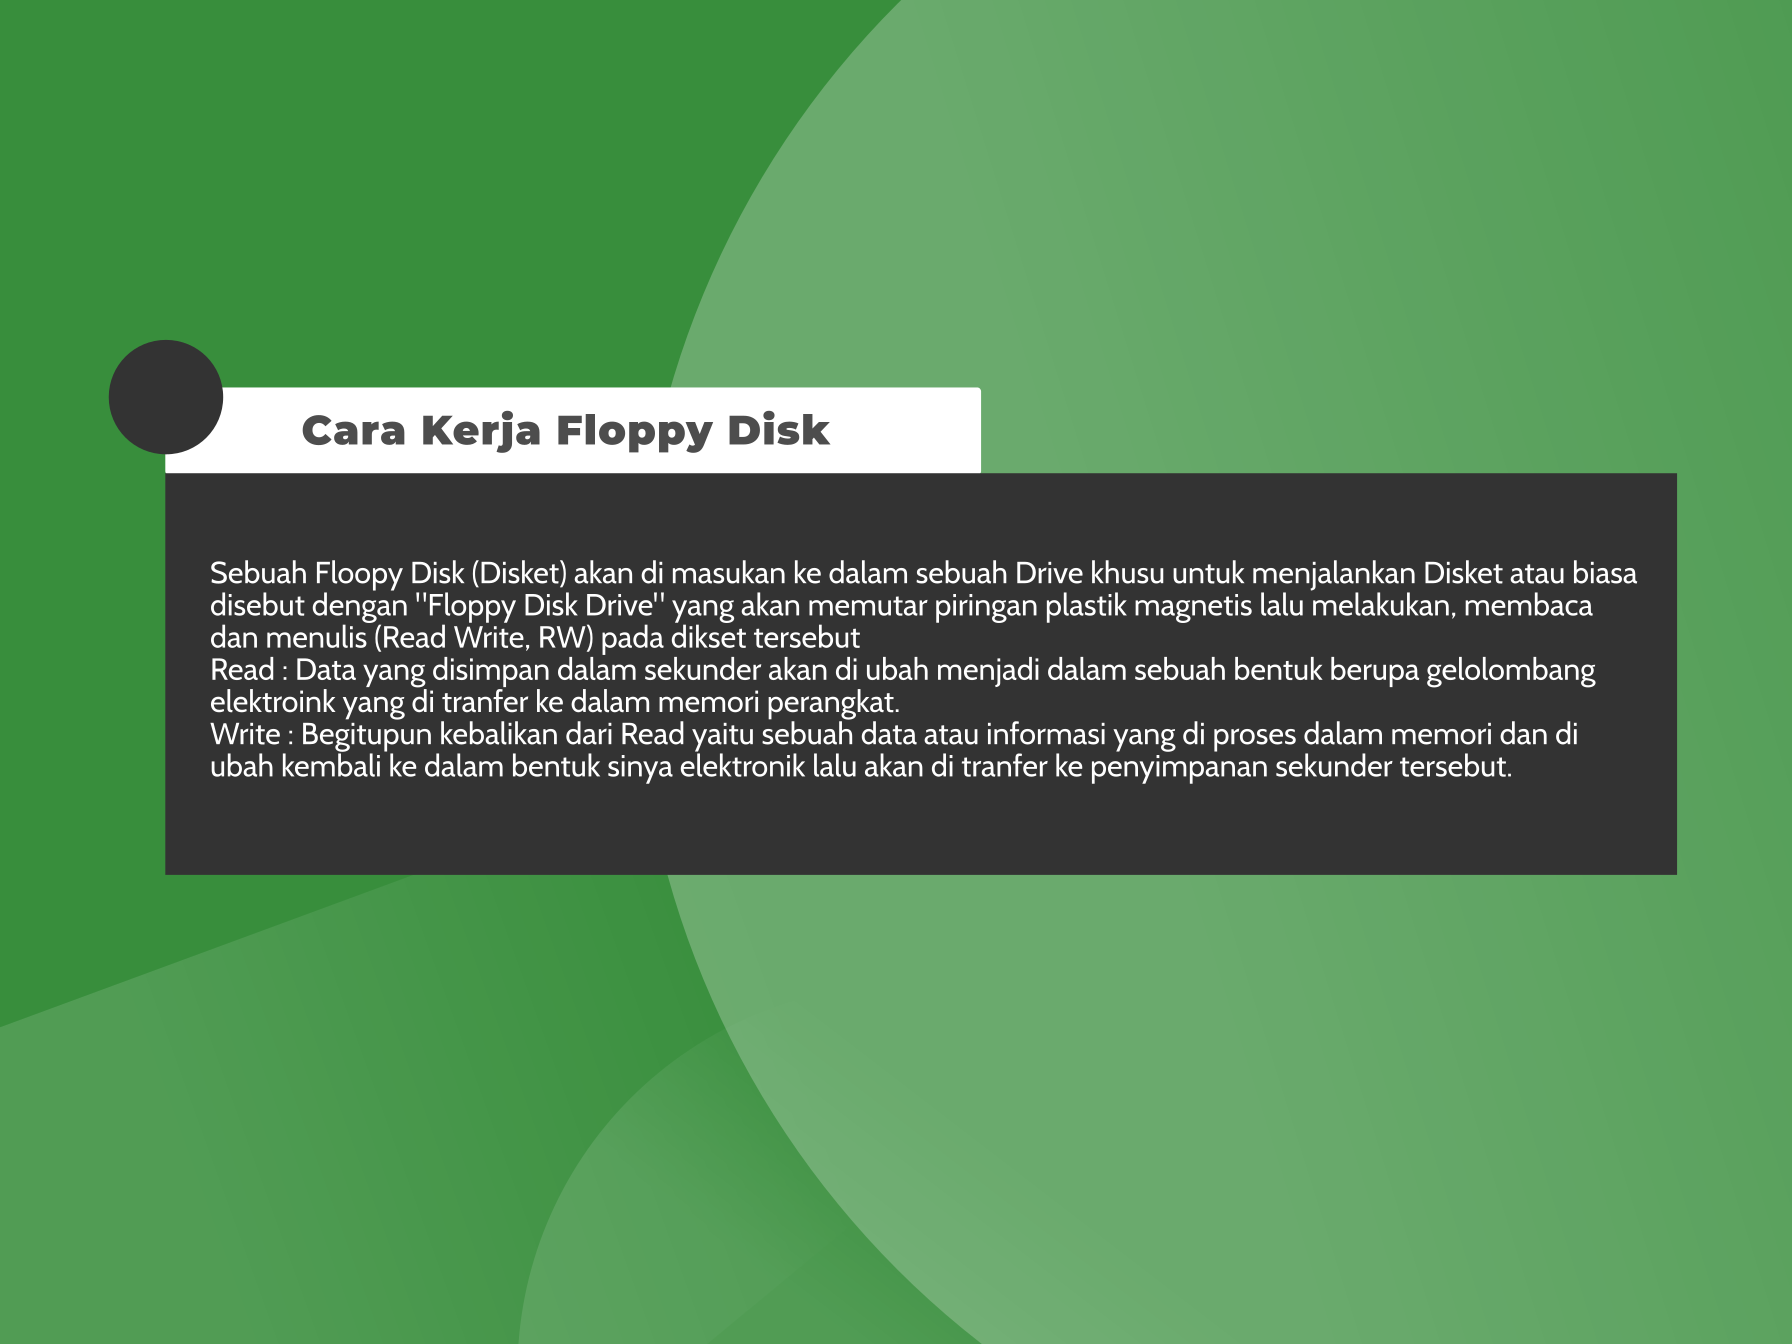 Cara Kerja Floppy Disk
Sebuah Floopy Disk (Disket) akan di masukan ke dalam sebuah Drive khusu untuk menjalankan Disket atau biasa
disebut dengan "Floppy Disk Drive" yang akan memutar piringan plastik magnetis lalu melakukan, membaca
dan menulis (Read Write, RW) pada dikset tersebut
Read : Data yang disimpan dalam sekunder akan di ubah menjadi dalam sebuah bentuk berupa gelolombang
elektroink yang di tranfer ke dalam memori perangkat.
Write : Begitupun kebalikan dari Read yaitu sebuah data atau informasi yang di proses dalam memori dan di
ubah kembali ke dalam bentuk sinya elektronik lalu akan di tranfer ke penyimpanan sekunder tersebut.